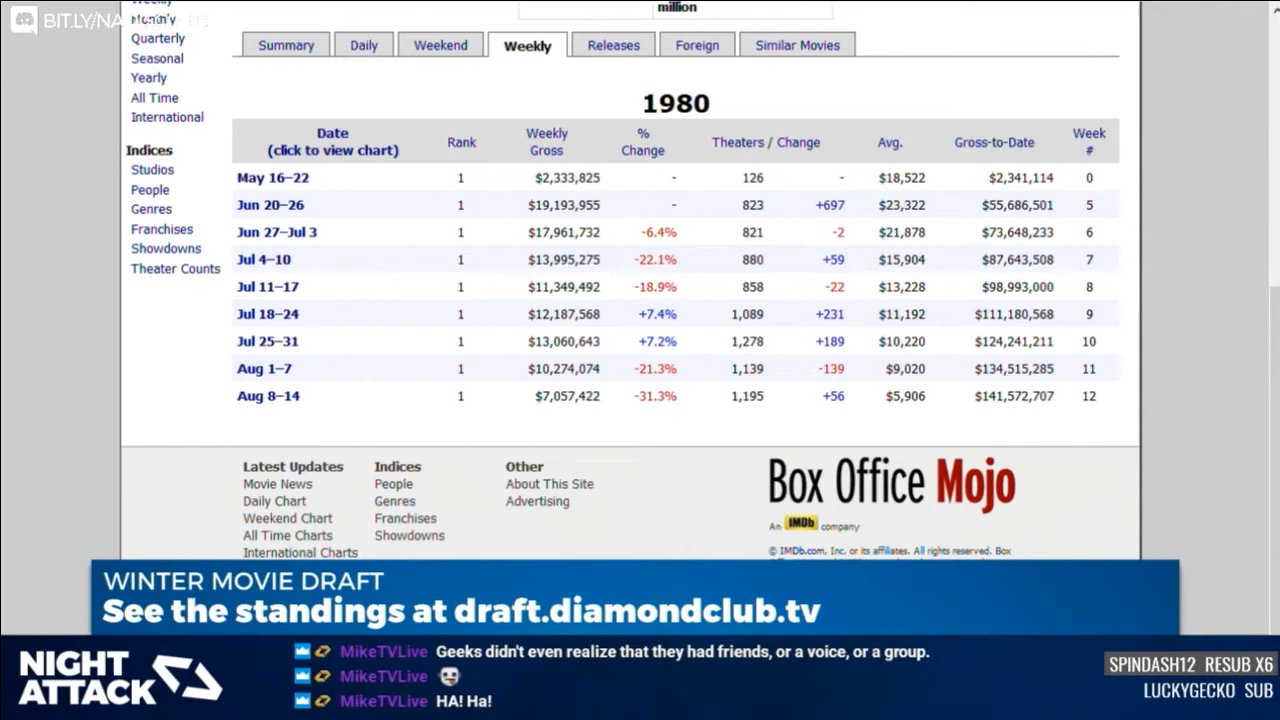 Weekly
Monthly
Quarterly
Seasonal
Yearly
All Time
International
Indices
Studios
People
Genres
Franchises
Showdowns
Theater Counts
million
Summary Daily Weekend Weekly Releases Foreign Similar Movies
1980
Date (click to view chart) Rank Weekly Gross % Change Theaters / Change Avg. Gross-to-Date Week #
May 16–22 1 $2,333,825 - 126 - $18,522 $2,341,114 0
Jun 20–26 1 $19,193,955 - 823 +697 $23,322 $55,686,501 5
Jun 27–Jul 3 1 $17,961,732 -6.4% 821 -2 $21,878 $73,648,233 6
Jul 4–10 1 $13,995,275 -22.1% 880 +59 $15,904 $87,643,508 7
Jul 11–17 1 $11,349,492 -18.9% 858 -22 $13,228 $98,993,000 8
Jul 18–24 1 $12,187,568 +7.4% 1,089 +231 $11,192 $111,180,568 9
Jul 25–31 1 $13,060,643 +7.2% 1,278 +189 $10,220 $124,241,211 10
Aug 1–7 1 $10,274,074 -21.3% 1,139 -139 $9,020 $134,515,285 11
Aug 8–14 1 $7,057,422 -31.3% 1,195 +56 $5,906 $141,572,707 12
Latest Updates Indices Other
Movie News People About This Site
Daily Chart Genres Advertising
Weekend Chart Franchises
All Time Charts Showdowns
International Charts
Box Office Mojo
An IMDb company
© IMDb.com, Inc. or its affiliates. All rights reserved. Box
WINTER MOVIE DRAFT
See the standings at draft.diamondclub.tv
NIGHT
ATTACK
MikeTVLive Geeks didn't even realize that they had friends, or a voice, or a group.
MikeTVLive
MikeTVLive HA! Ha!
SPINDASH12 RESUB X6
LUCKYGECKO SUB